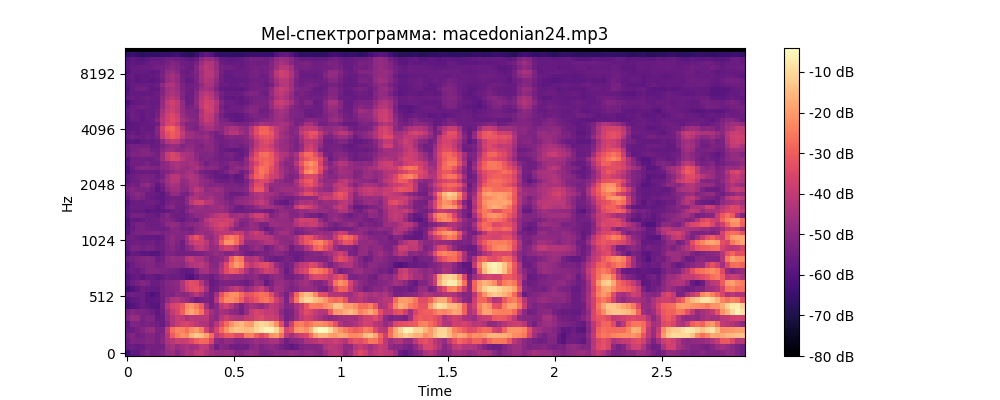 Mel-спектрограмма: macedonian24.mp3
8192
4096
2048
1024
512
0
Hz
0
0.5
1
1.5
2
2.5
Time
-10 dB
-20 dB
-30 dB
-40 dB
-50 dB
-60 dB
-70 dB
-80 dB